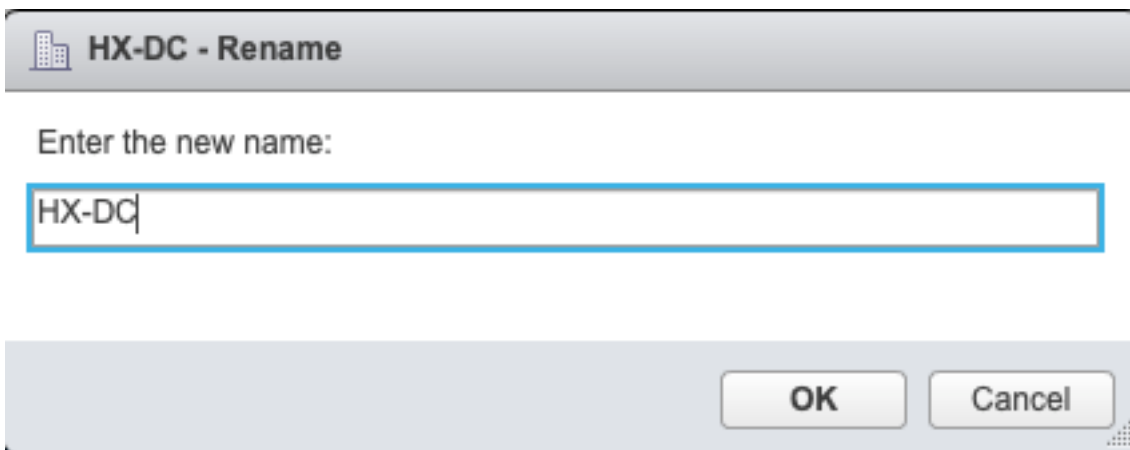 HX-DC - Rename
Enter the new name:
HX-DC
OK Cancel